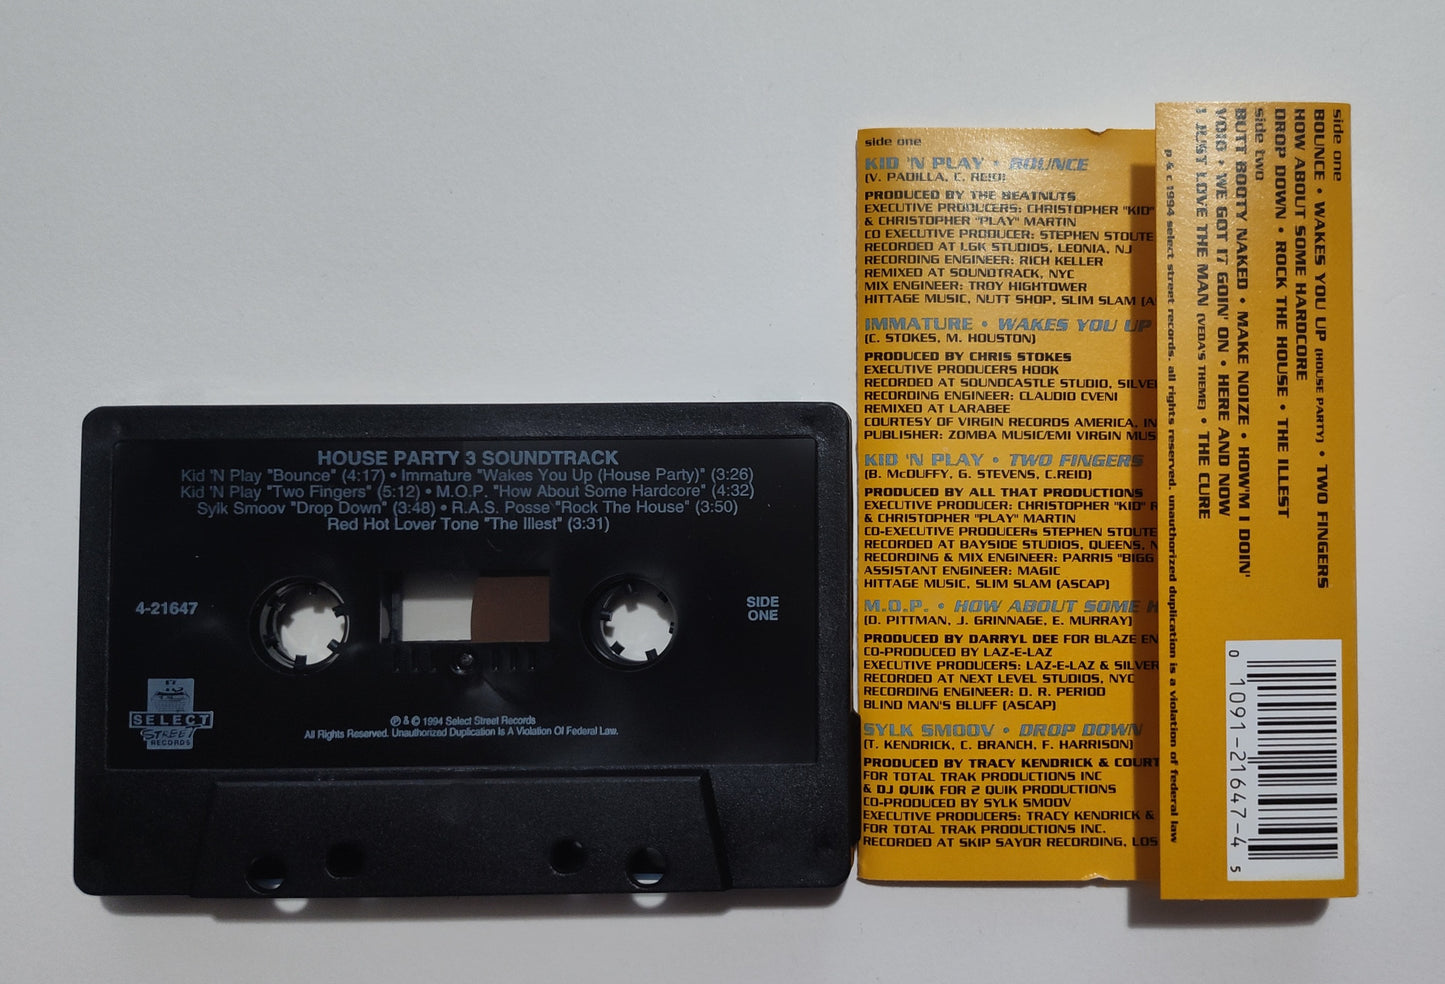 HOUSE PARTY 3 SOUNDTRACK
Kid 'N Play "Bounce" (4:17) • Immature "Wakes You Up (House Party)" (3:26)
Kid 'N Play "Two Fingers" (5:12) • M.O.P. "How About Some Hardcore" (4:32)
Sylk Smoov "Drop Down" (3:48) • R.A.S. Posse "Rock The House" (3:50)
Red Hot Lover Tone "The Illest" (3:31)
4-21647
SIDE
ONE
SELECT
STREET
RECORDS
℗ & © 1994 Select Street Records
All Rights Reserved. Unauthorized Duplication Is A Violation Of Federal Law.
side one
KID 'N PLAY • BOUNCE
(V. PADILLA, C. REID)
PRODUCED BY THE BEATNUTS
EXECUTIVE PRODUCERS: CHRISTOPHER "KID"
& CHRISTOPHER "PLAY" MARTIN
CO EXECUTIVE PRODUCER: STEPHEN STOUTE
RECORDED AT LGK STUDIOS, LEONIA, NJ
RECORDING ENGINEER: RICH KELLER
REMIXED AT SOUNDTRACK, NYC
MIX ENGINEER: TROY HIGHTOWER
HITTAGE MUSIC, NUTT SHOP, SLIM SLAM
IMMATURE • WAKES YOU UP
(C. STOKES, M. HOUSTON)
PRODUCED BY CHRIS STOKES
EXECUTIVE PRODUCERS HOOK
RECORDED AT SOUNDCASTLE STUDIO,
RECORDING ENGINEER: CLAUDIO CVENI
REMIXED AT LARABEE
COURTESY OF VIRGIN RECORDS AMERICA,
PUBLISHER: ZOMBA MUSIC/EMI VIRGIN
KID 'N PLAY • TWO FINGERS
(B. McDUFFY, G. STEVENS, C.REID)
PRODUCED BY ALL THAT PRODUCTIONS
EXECUTIVE PRODUCER: CHRISTOPHER "KID"
& CHRISTOPHER "PLAY" MARTIN
CO-EXECUTIVE PRODUCERs STEPHEN STOUTE
RECORDED AT BAYSIDE STUDIOS, QUEENS,
RECORDING & MIX ENGINEER: PARRIS "BIGG
ASSISTANT ENGINEER: MAGIC
HITTAGE MUSIC, SLIM SLAM (ASCAP)
M.O.P. • HOW ABOUT SOME
(D. PITTMAN, J. GRINNAGE, E. MURRAY)
PRODUCED BY DARRYL DEE FOR BLAZE
CO-PRODUCED BY LAZ-E-LAZ
EXECUTIVE PRODUCERS: LAZ-E-LAZ & SILVER
RECORDED AT NEXT LEVEL STUDIOS, NYC
RECORDING ENGINEER: D. R. PERIOD
BLIND MAN'S BLUFF (ASCAP)
SYLK SMOOV • DROP DOWN
(T. KENDRICK, C. BRANCH, F. HARRISON)
PRODUCED BY TRACY KENDRICK &
FOR TOTAL TRAK PRODUCTIONS INC
& DJ QUIK FOR 2 QUIK PRODUCTIONS
CO-PRODUCED BY SYLK SMOOV
EXECUTIVE PRODUCERS: TRACY KENDRICK &
FOR TOTAL TRAK PRODUCTIONS INC.
RECORDED AT SKIP SAYOR RECORDING, LOS
side one
BOUNCE • WAKES YOU UP (HOUSE PARTY) • TWO FINGERS
HOW ABOUT SOME HARDCORE
DROP DOWN • ROCK THE HOUSE • THE ILLEST
side two
BUTT BOOTY NAKED • MAKE NOIZE • HOW'M I DOIN'
VOID • WE GOT IT GOIN' ON • HERE AND NOW
I JUST LOVE THE MAN (VEDA'S THEME) • THE CURE
p & c 1994 select street records. all rights reserved. unauthorized duplication is a violation of federal law
0 1091-21647-4 5